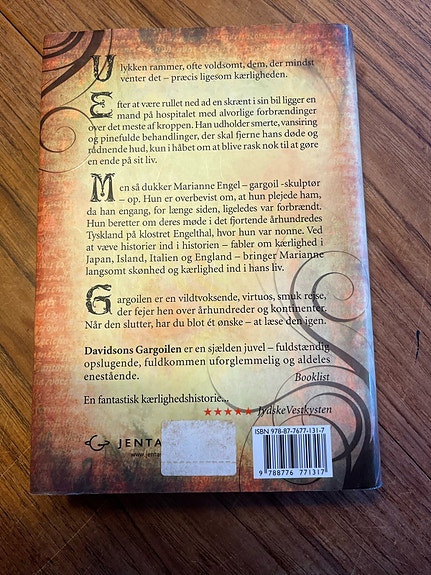 Ulykken rammer, ofte voldsomt, dem, der mindst
venter det – præcis ligesom kærligheden.
Efter at være rullet ned ad en skrænt i sin bil ligger en
mand på hospitalet med alvorlige forbrændinger
over det meste af kroppen. Han udholder smerte, vansiring
og pinefulde behandlinger, der skal fjerne hans døde og
rådnende hud, kun i håbet om at blive rask nok til at gøre
en ende på sit liv.
Men så dukker Marianne Engel – gargoil -skulptør
– op. Hun er overbevist om, at hun plejede ham,
da han engang, for længe siden, ligeledes var forbrændt.
Hun beretter om deres møde i det fjortende århundredes
Tyskland på klostret Engelthal, hvor hun var nonne. Ved
at væve historier ind i historien – fabler om kærlighed i
Japan, Island, Italien og England – bringer Marianne
langsomt skønhed og kærlighed ind i hans liv.
Gargoilen er en vildtvoksende, virtuos, smuk rejse,
der fejer hen over århundreder og kontinenter.
Når den slutter, har du blot ét ønske – at læse den igen.
Davidsons Gargoilen er en sjælden juvel – fuldstændig
opslugende, fuldkommen uforglemmelig og aldeles
enestående. Booklist
En fantastisk kærlighedshistorie...
★★★★★ JydskeVestkysten
ISBN 978-87-7677-131-7
JENTA
www.jenta
9 788776 771317